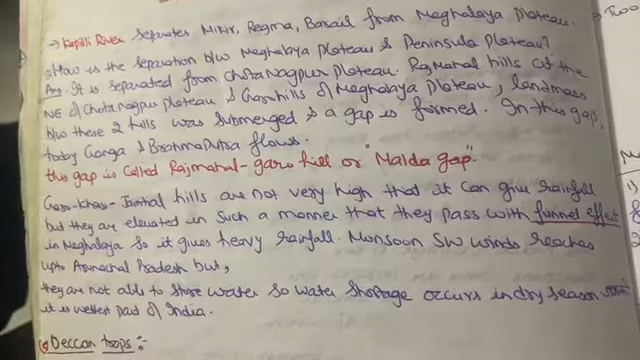 → Kopili River separates Mikir, Regma, Barail from Meghalaya Plateau.
→ Two
How is the separation b/w Meghalaya plateau & Peninsula Plateau?
Ans. It is separated from Chotanagpur plateau. Rajmahal hills at the
NE of Chotanagpur plateau & Garo hills of Meghalaya plateau, landmass
b/w these 2 hills was submerged & a gap is formed. In this gap,
today Ganga & Brahmaputra flows.
this gap is called Rajmahal-garo hill or "Malda gap".
Garo-khasi-Jaintial hills are not very high that it can give rainfall
but they are elevated in such a manner that they pass with funnel effect
in Meghalaya so it gives heavy rainfall. Monsoon SW winds reaches
upto Arunachal Pradesh but,
they are not able to store water so water shortage occurs in dry season
it is wettest part of India.
Deccan traps:-